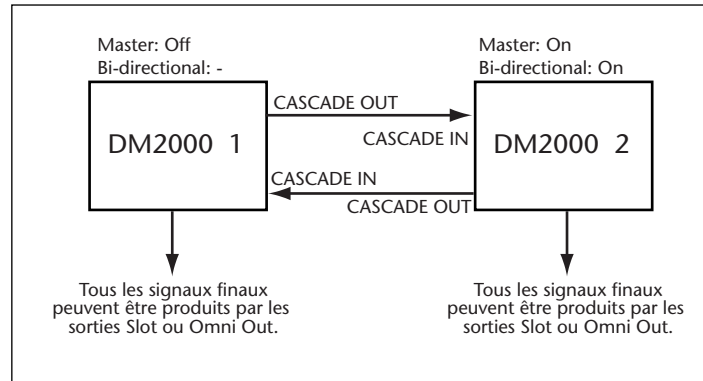 Master: Off
Bi-directional: -
Master: On
Bi-directional: On
CASCADE OUT
CASCADE IN
DM2000 1
DM2000 2
CASCADE IN
CASCADE OUT
Tous les signaux finaux
peuvent être produits par les
sorties Slot ou Omni Out.
Tous les signaux finaux
peuvent être produits par les
sorties Slot ou Omni Out.